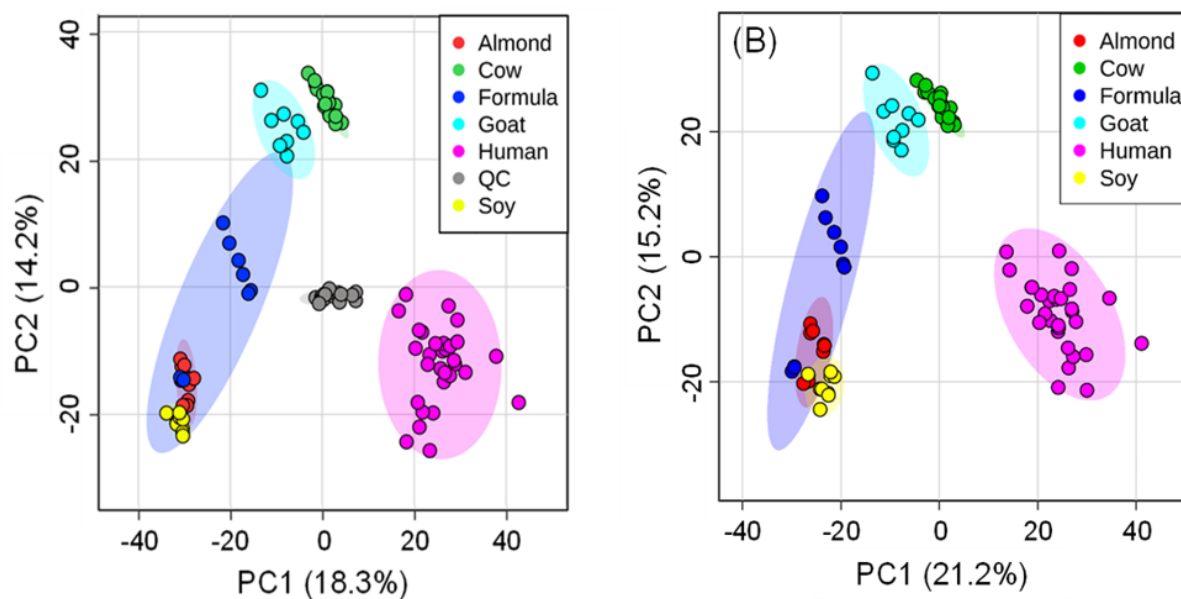 40
20
0
-20
-40 -20 0 20 40
PC1 (18.3%)
PC2 (14.2%)
Almond
Cow
Formula
Goat
Human
QC
Soy
(B)
20
0
-20
-40 -20 0 20 40
PC1 (21.2%)
PC2 (15.2%)
Almond
Cow
Formula
Goat
Human
Soy